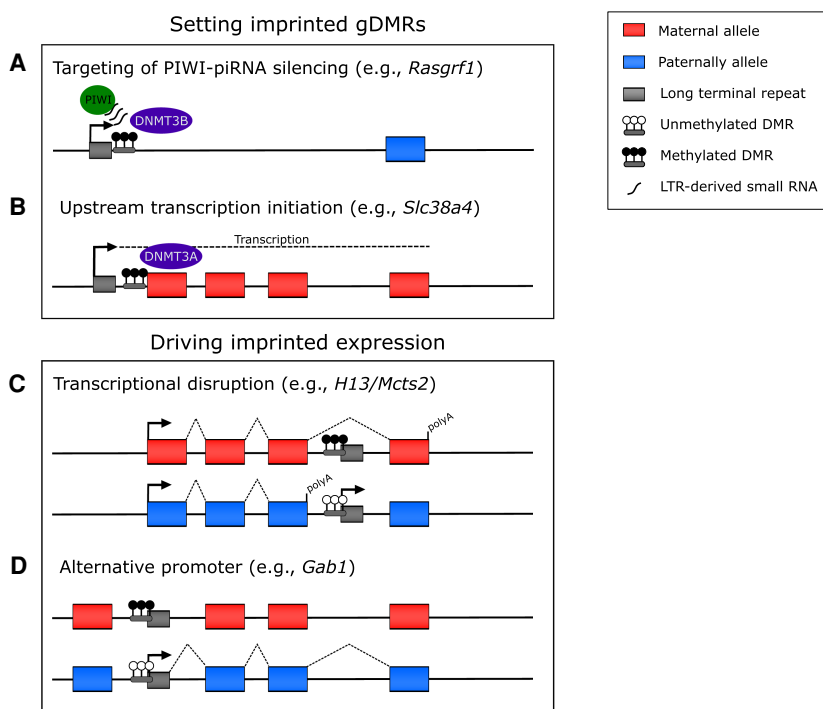 Setting imprinted gDMRs
A
Targeting of PIWI-piRNA silencing (e.g., Rasgrf1)
PIWI
DNMT3B
B
Upstream transcription initiation (e.g., Slc38a4)
Transcription
DNMT3A
Driving imprinted expression
C
Transcriptional disruption (e.g., H13/Mcts2)
polyA
polyA
D
Alternative promoter (e.g., Gab1)
Maternal allele
Paternally allele
Long terminal repeat
Unmethylated DMR
Methylated DMR
LTR-derived small RNA